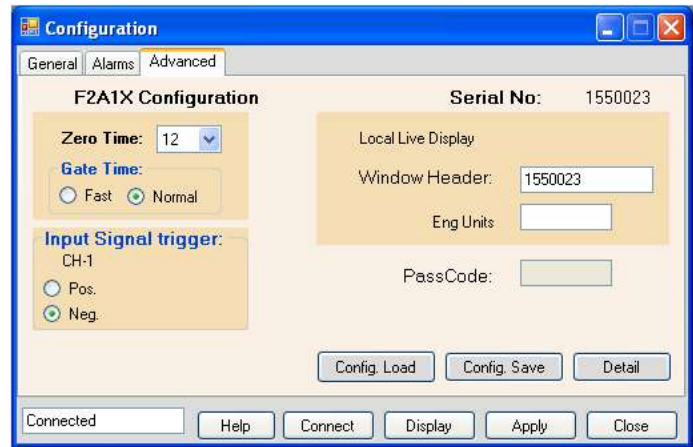 Configuration
General Alarms Advanced
F2A1X Configuration
Serial No: 1550023
Zero Time: 12
Gate Time:
Fast Normal
Input Signal trigger:
CH-1
Pos.
Neg.
Local Live Display
Window Header: 1550023
Eng Units
PassCode:
Config. Load Config. Save Detail
Connected Help Connect Display Apply Close